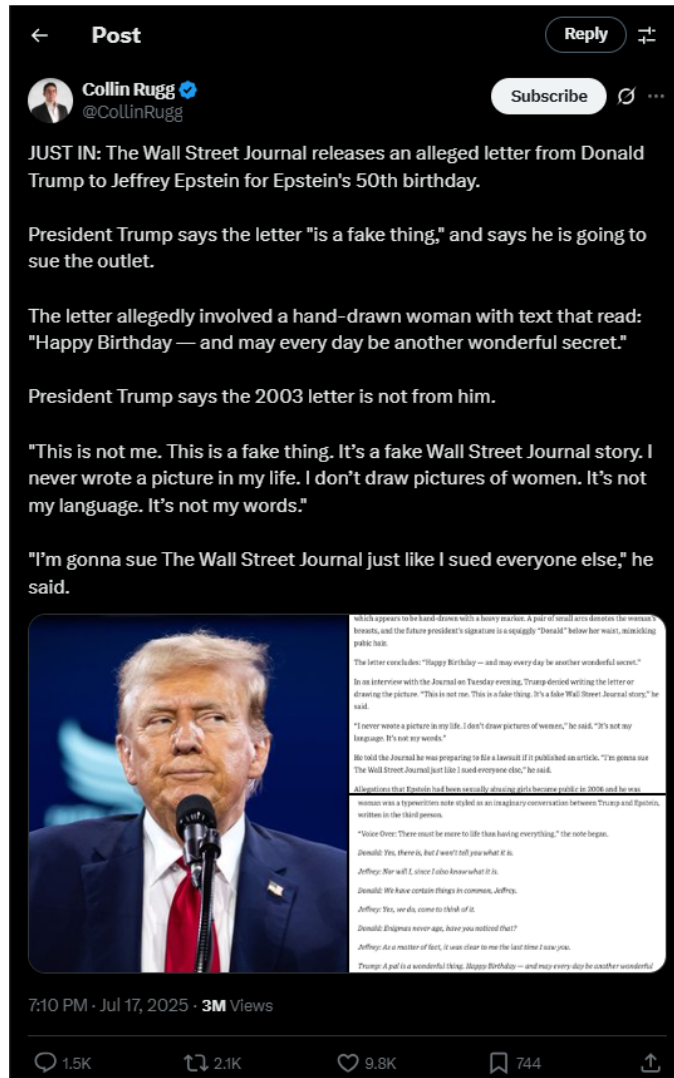 Post
Reply
Collin Rugg
@CollinRugg
Subscribe
JUST IN: The Wall Street Journal releases an alleged letter from Donald
Trump to Jeffrey Epstein for Epstein's 50th birthday.
President Trump says the letter "is a fake thing," and says he is going to
sue the outlet.
The letter allegedly involved a hand-drawn woman with text that read:
"Happy Birthday — and may every day be another wonderful secret."
President Trump says the 2003 letter is not from him.
"This is not me. This is a fake thing. It's a fake Wall Street Journal story. I
never wrote a picture in my life. I don't draw pictures of women. It's not
my language. It's not my words."
"I'm gonna sue The Wall Street Journal just like I sued everyone else," he
said.
which appears to be hand-drawn with a heavy marker. A pair of small arcs denotes the woman's
breasts, and the future president's signature is a squiggly "Donald" below her waist, mimicking
pubic hair.
The letter concludes: "Happy Birthday — and may every day be another wonderful secret."
In an interview with the Journal on Tuesday evening, Trump denied writing the letter or
drawing the picture. "This is not me. This is a fake thing. It's a fake Wall Street Journal story," he
said.
"I never wrote a picture in my life. I don't draw pictures of women," he said. "It's not my
language. It's not my words."
He told the Journal he was preparing to file a lawsuit if it published an article. "I'm gonna sue
The Wall Street Journal just like I sued everyone else," he said.
Allegations that Epstein had been sexually abusing girls became public in 2006 and he was
woman was a typewritten note styled as an imaginary conversation between Trump and Epstein,
written in the third person.
"Voice Over: There must be more to life than having everything," the note began.
Donald: Yes, there is, but I won't tell you what it is.
Jeffrey: Nor will I, since I also know what it is.
Donald: We have certain things in common, Jeffrey.
Jeffrey: Yes, we do, come to think of it.
Donald: Enigmas never age, have you noticed that?
Jeffrey: As a matter of fact, it was clear to me the last time I saw you.
Trump: A pal is a wonderful thing. Happy Birthday — and may every day be another wonderful
7:10 PM · Jul 17, 2025 · 3M Views
1.5K
2.1K
9.8K
744